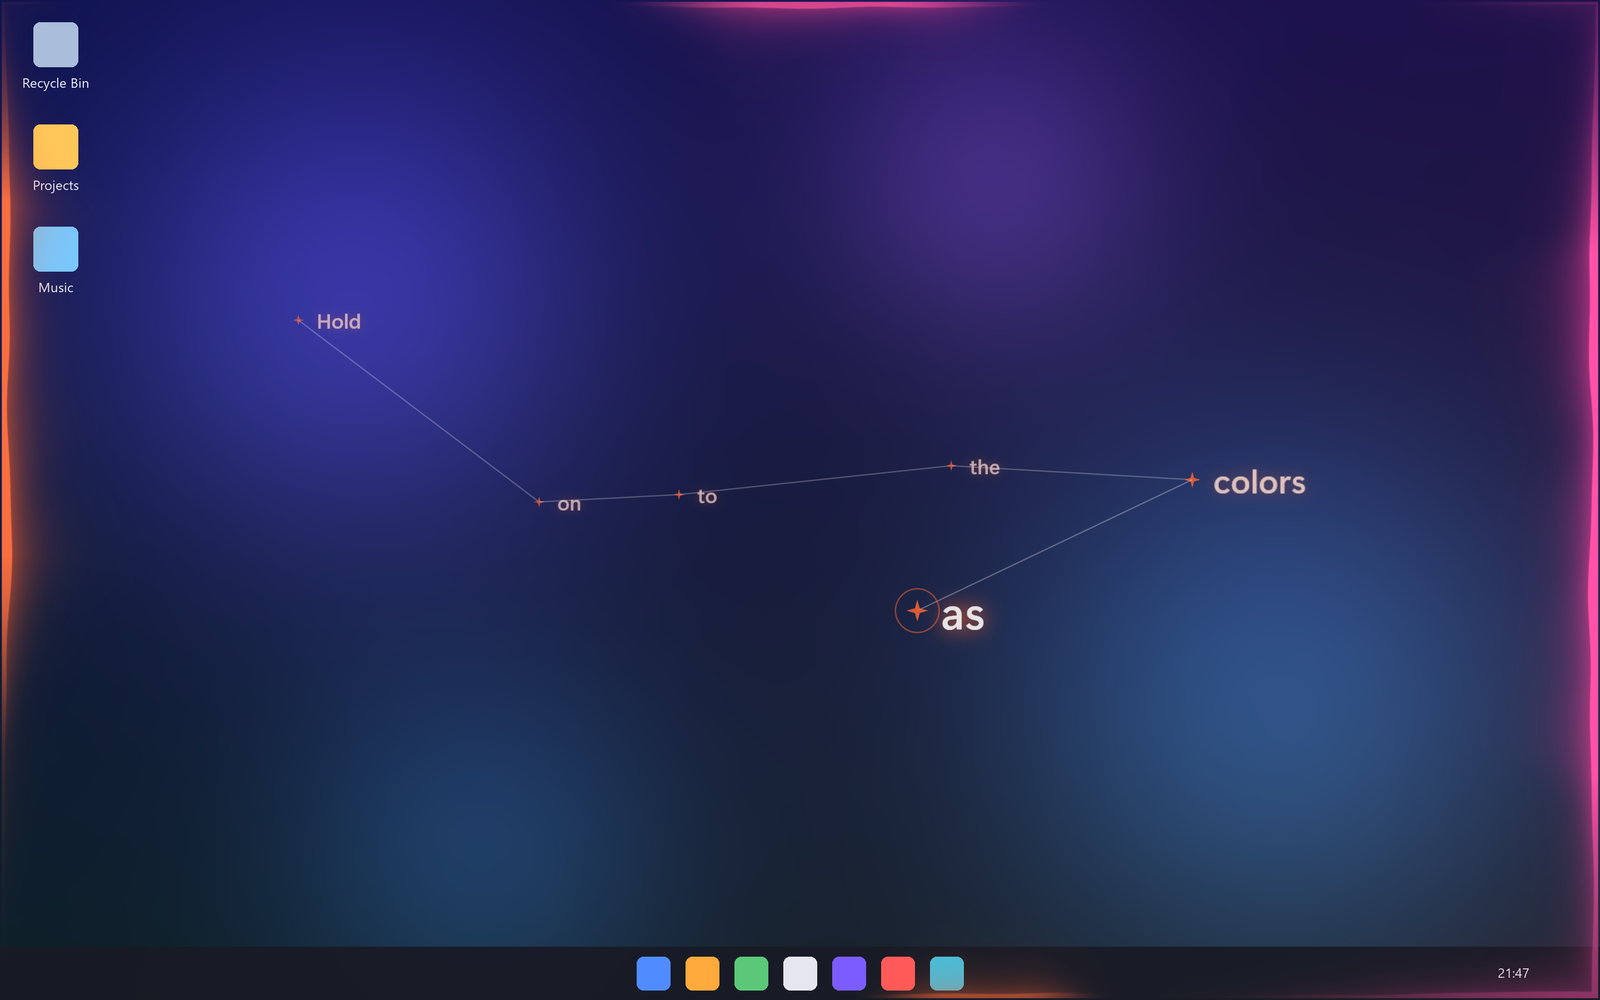 Recycle Bin
Projects
Music
Hold
on
to
the
colors
as
21:47